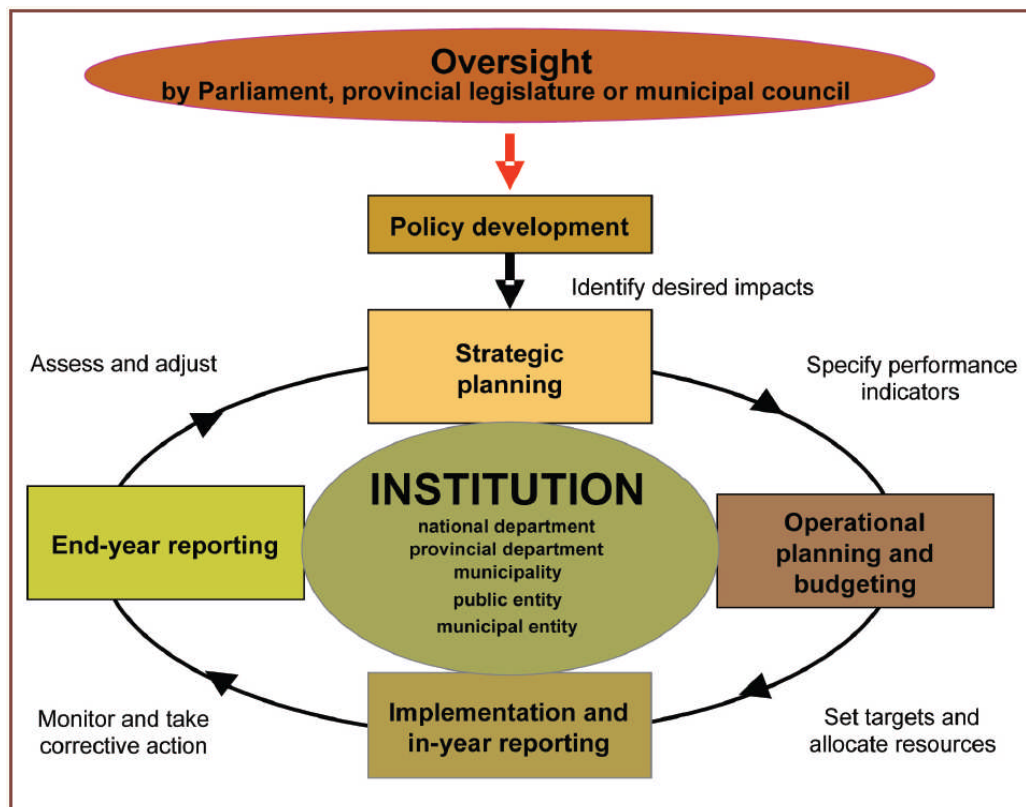 Oversight
by Parliament, provincial legislature or municipal council
Policy development
Identify desired impacts
Strategic
planning
Assess and adjust
Specify performance
indicators
INSTITUTION
national department
provincial department
municipality
public entity
municipal entity
End-year reporting
Operational
planning and
budgeting
Implementation and
in-year reporting
Monitor and take
corrective action
Set targets and
allocate resources